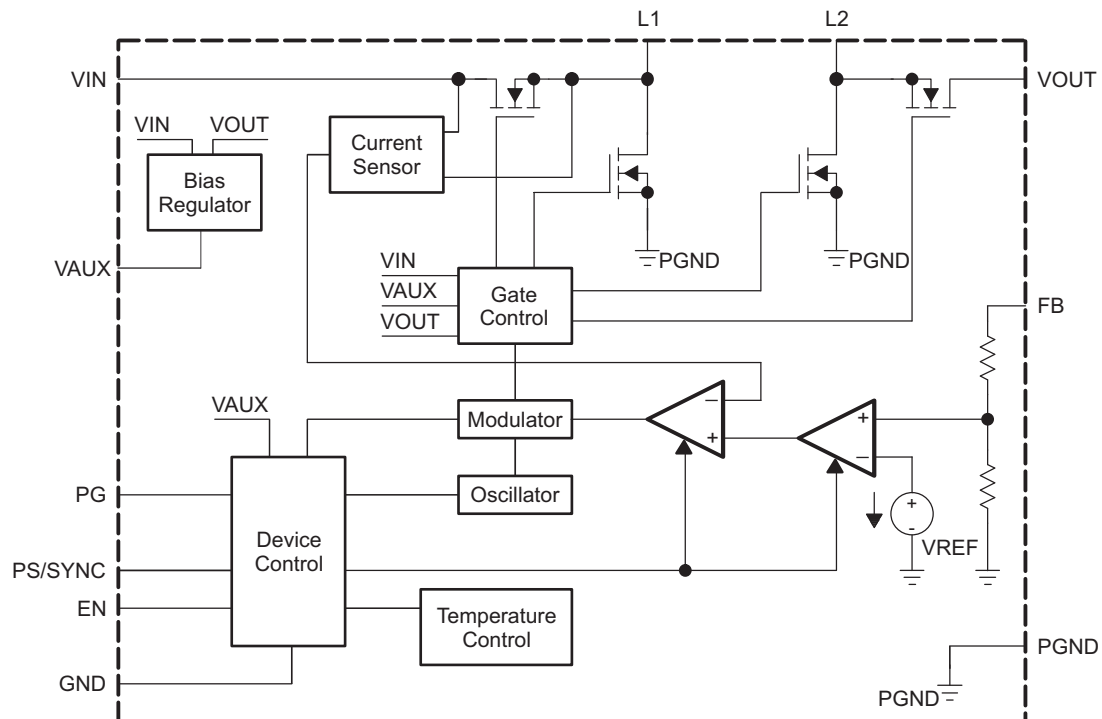 L1
L2
VIN
VOUT
VIN
VOUT
Current
Sensor
Bias
Regulator
VAUX
PGND
PGND
VIN
VAUX
VOUT
Gate
Control
FB
VAUX
Modulator
−
+
+
−
PG
Oscillator
+
-
VREF
Device
Control
PS/SYNC
EN
Temperature
Control
GND
PGND
PGND